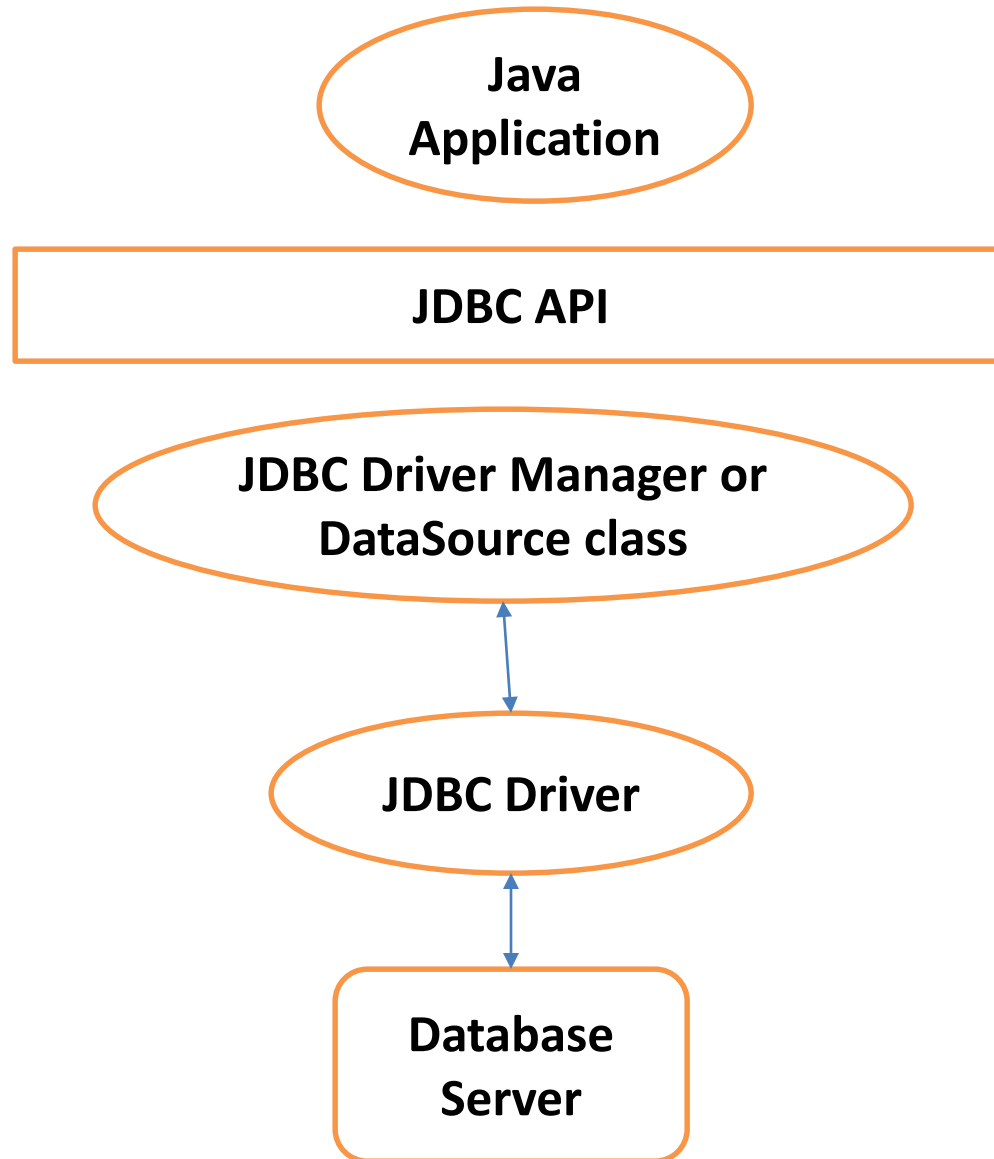 Java
Application
JDBC API
JDBC Driver Manager or
DataSource class
JDBC Driver
Database
Server